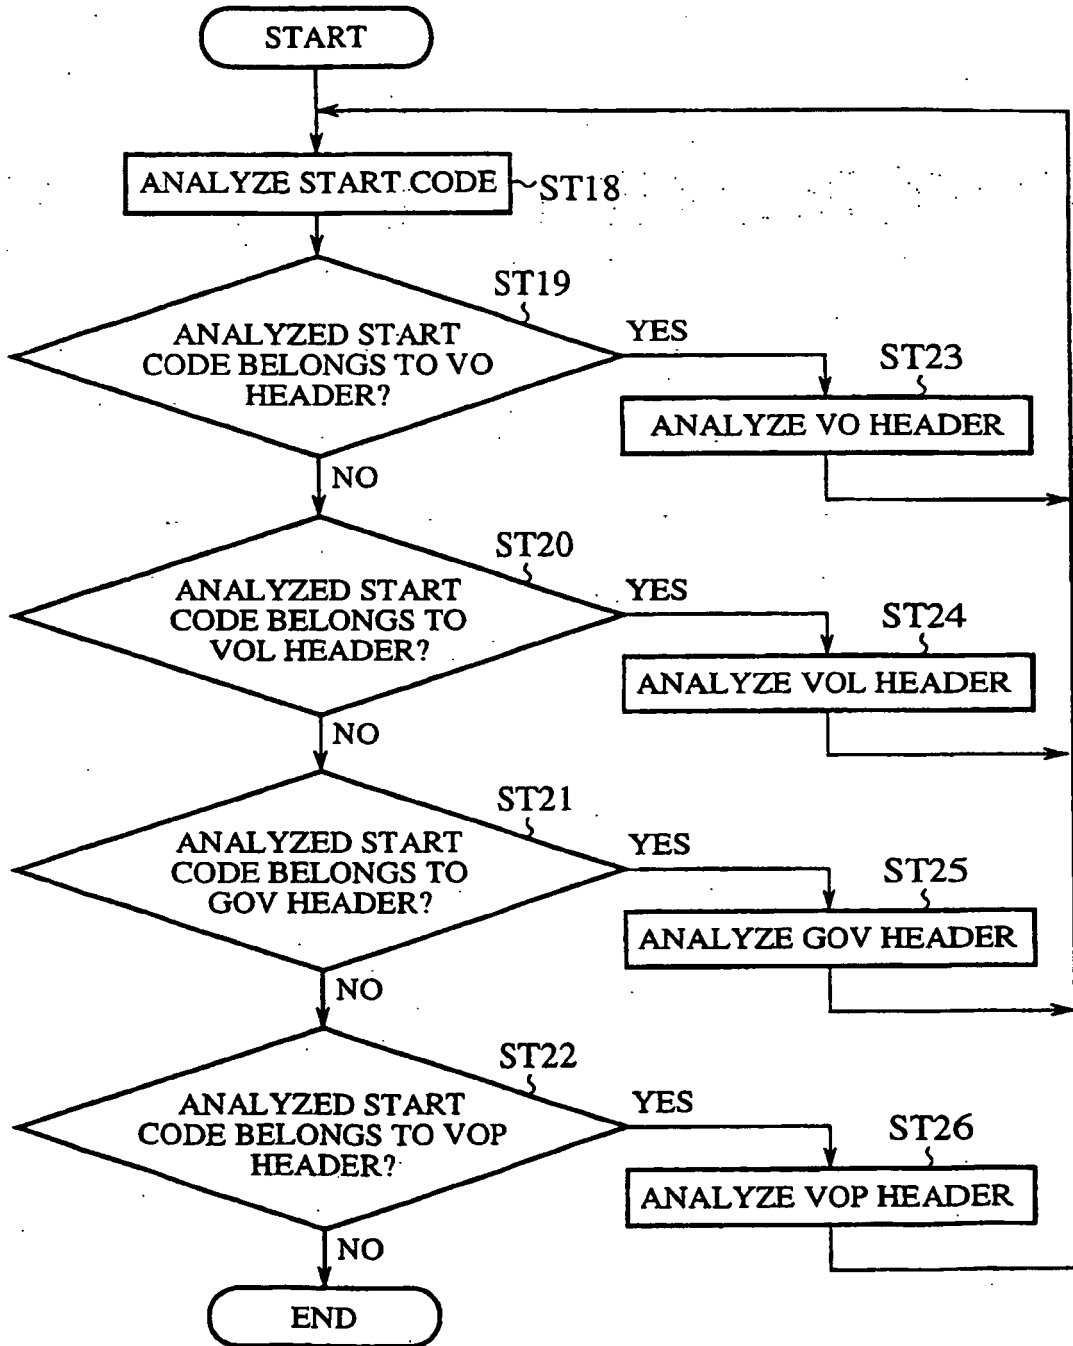 START
ANALYZE START CODE
ST18
ST19
ANALYZED START
CODE BELONGS TO VO
HEADER?
YES
ST23
ANALYZE VO HEADER
NO
ST20
ANALYZED START
CODE BELONGS TO
VOL HEADER?
YES
ST24
ANALYZE VOL HEADER
NO
ST21
ANALYZED START
CODE BELONGS TO
GOV HEADER?
YES
ST25
ANALYZE GOV HEADER
NO
ST22
ANALYZED START
CODE BELONGS TO VOP
HEADER?
YES
ST26
ANALYZE VOP HEADER
NO
END